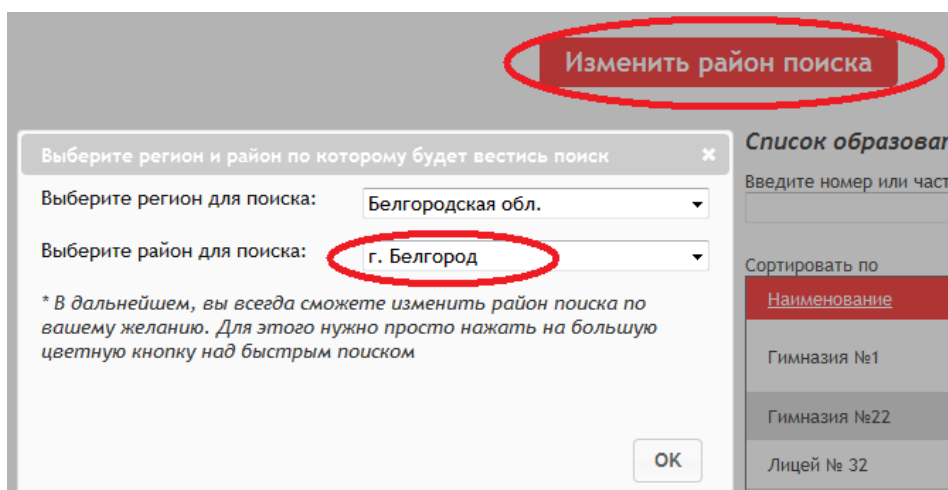 Изменить район поиска
Выберите регион и район по которому будет вестись поиск
Выберите регион для поиска:
Белгородская обл.
Выберите район для поиска:
г. Белгород
* В дальнейшем, вы всегда сможете изменить район поиска по
вашему желанию. Для этого нужно просто нажать на большую
цветную кнопку над быстрым поиском
OK
Список образоват
Введите номер или част
Сортировать по
Наименование
Гимназия №1
Гимназия №22
Лицей № 32